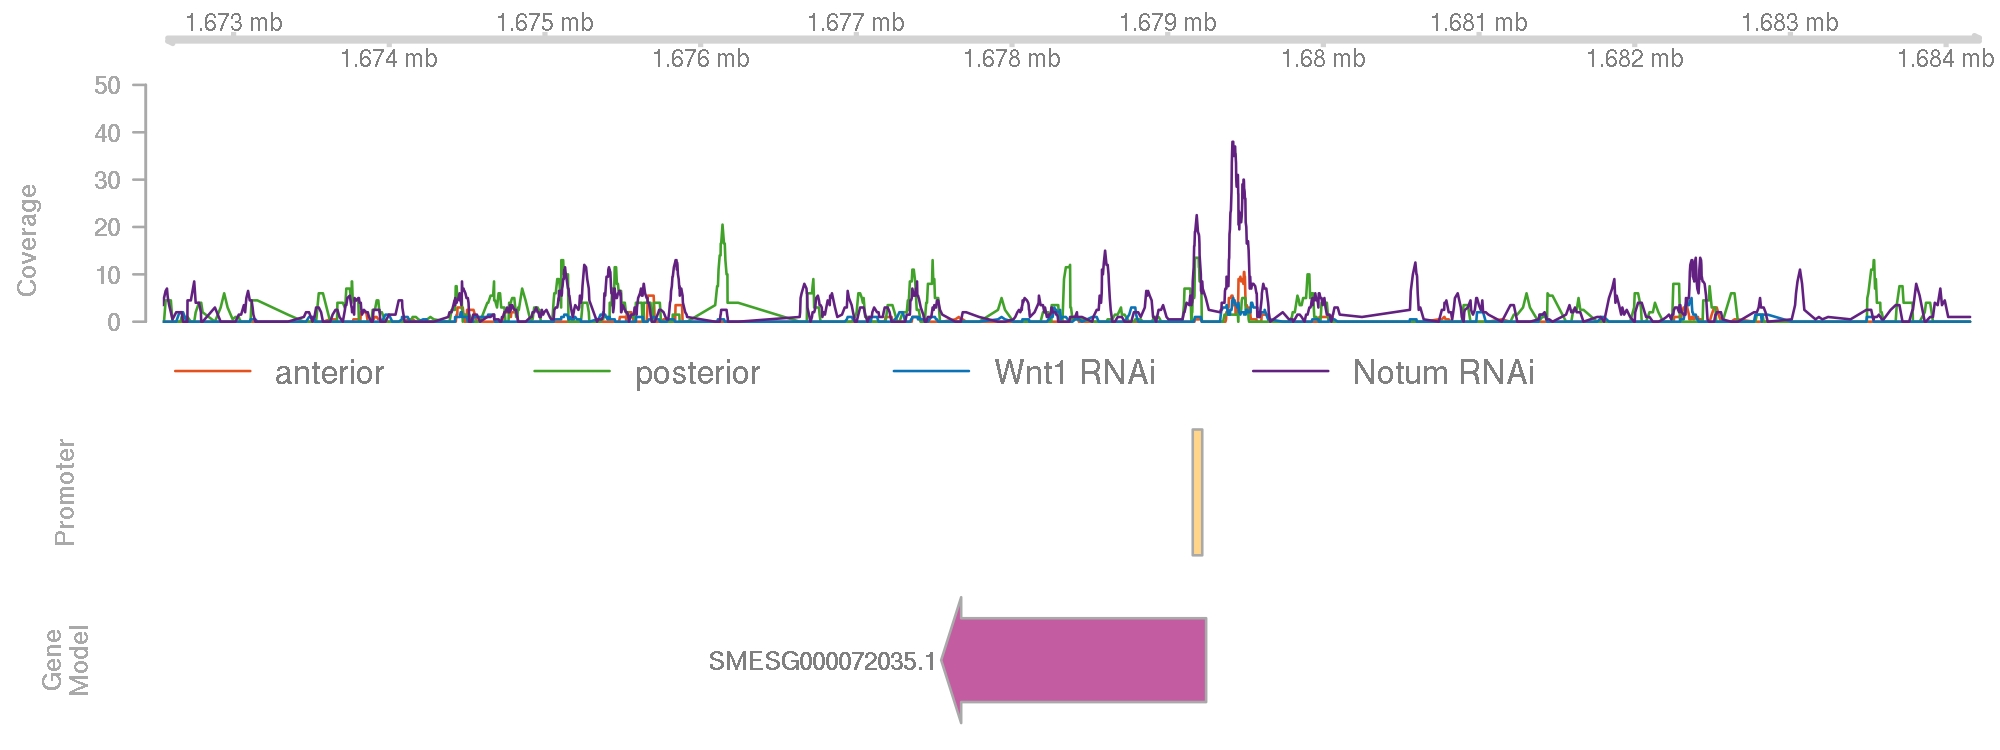 1.673 mb 1.675 mb 1.677 mb 1.679 mb 1.681 mb 1.683 mb
1.674 mb 1.676 mb 1.678 mb 1.68 mb 1.682 mb 1.684 mb
50
40
30
20
10
0
Coverage
anterior posterior Wnt1 RNAi Notum RNAi
Promoter
Gene
Model
SMESG000072035.1